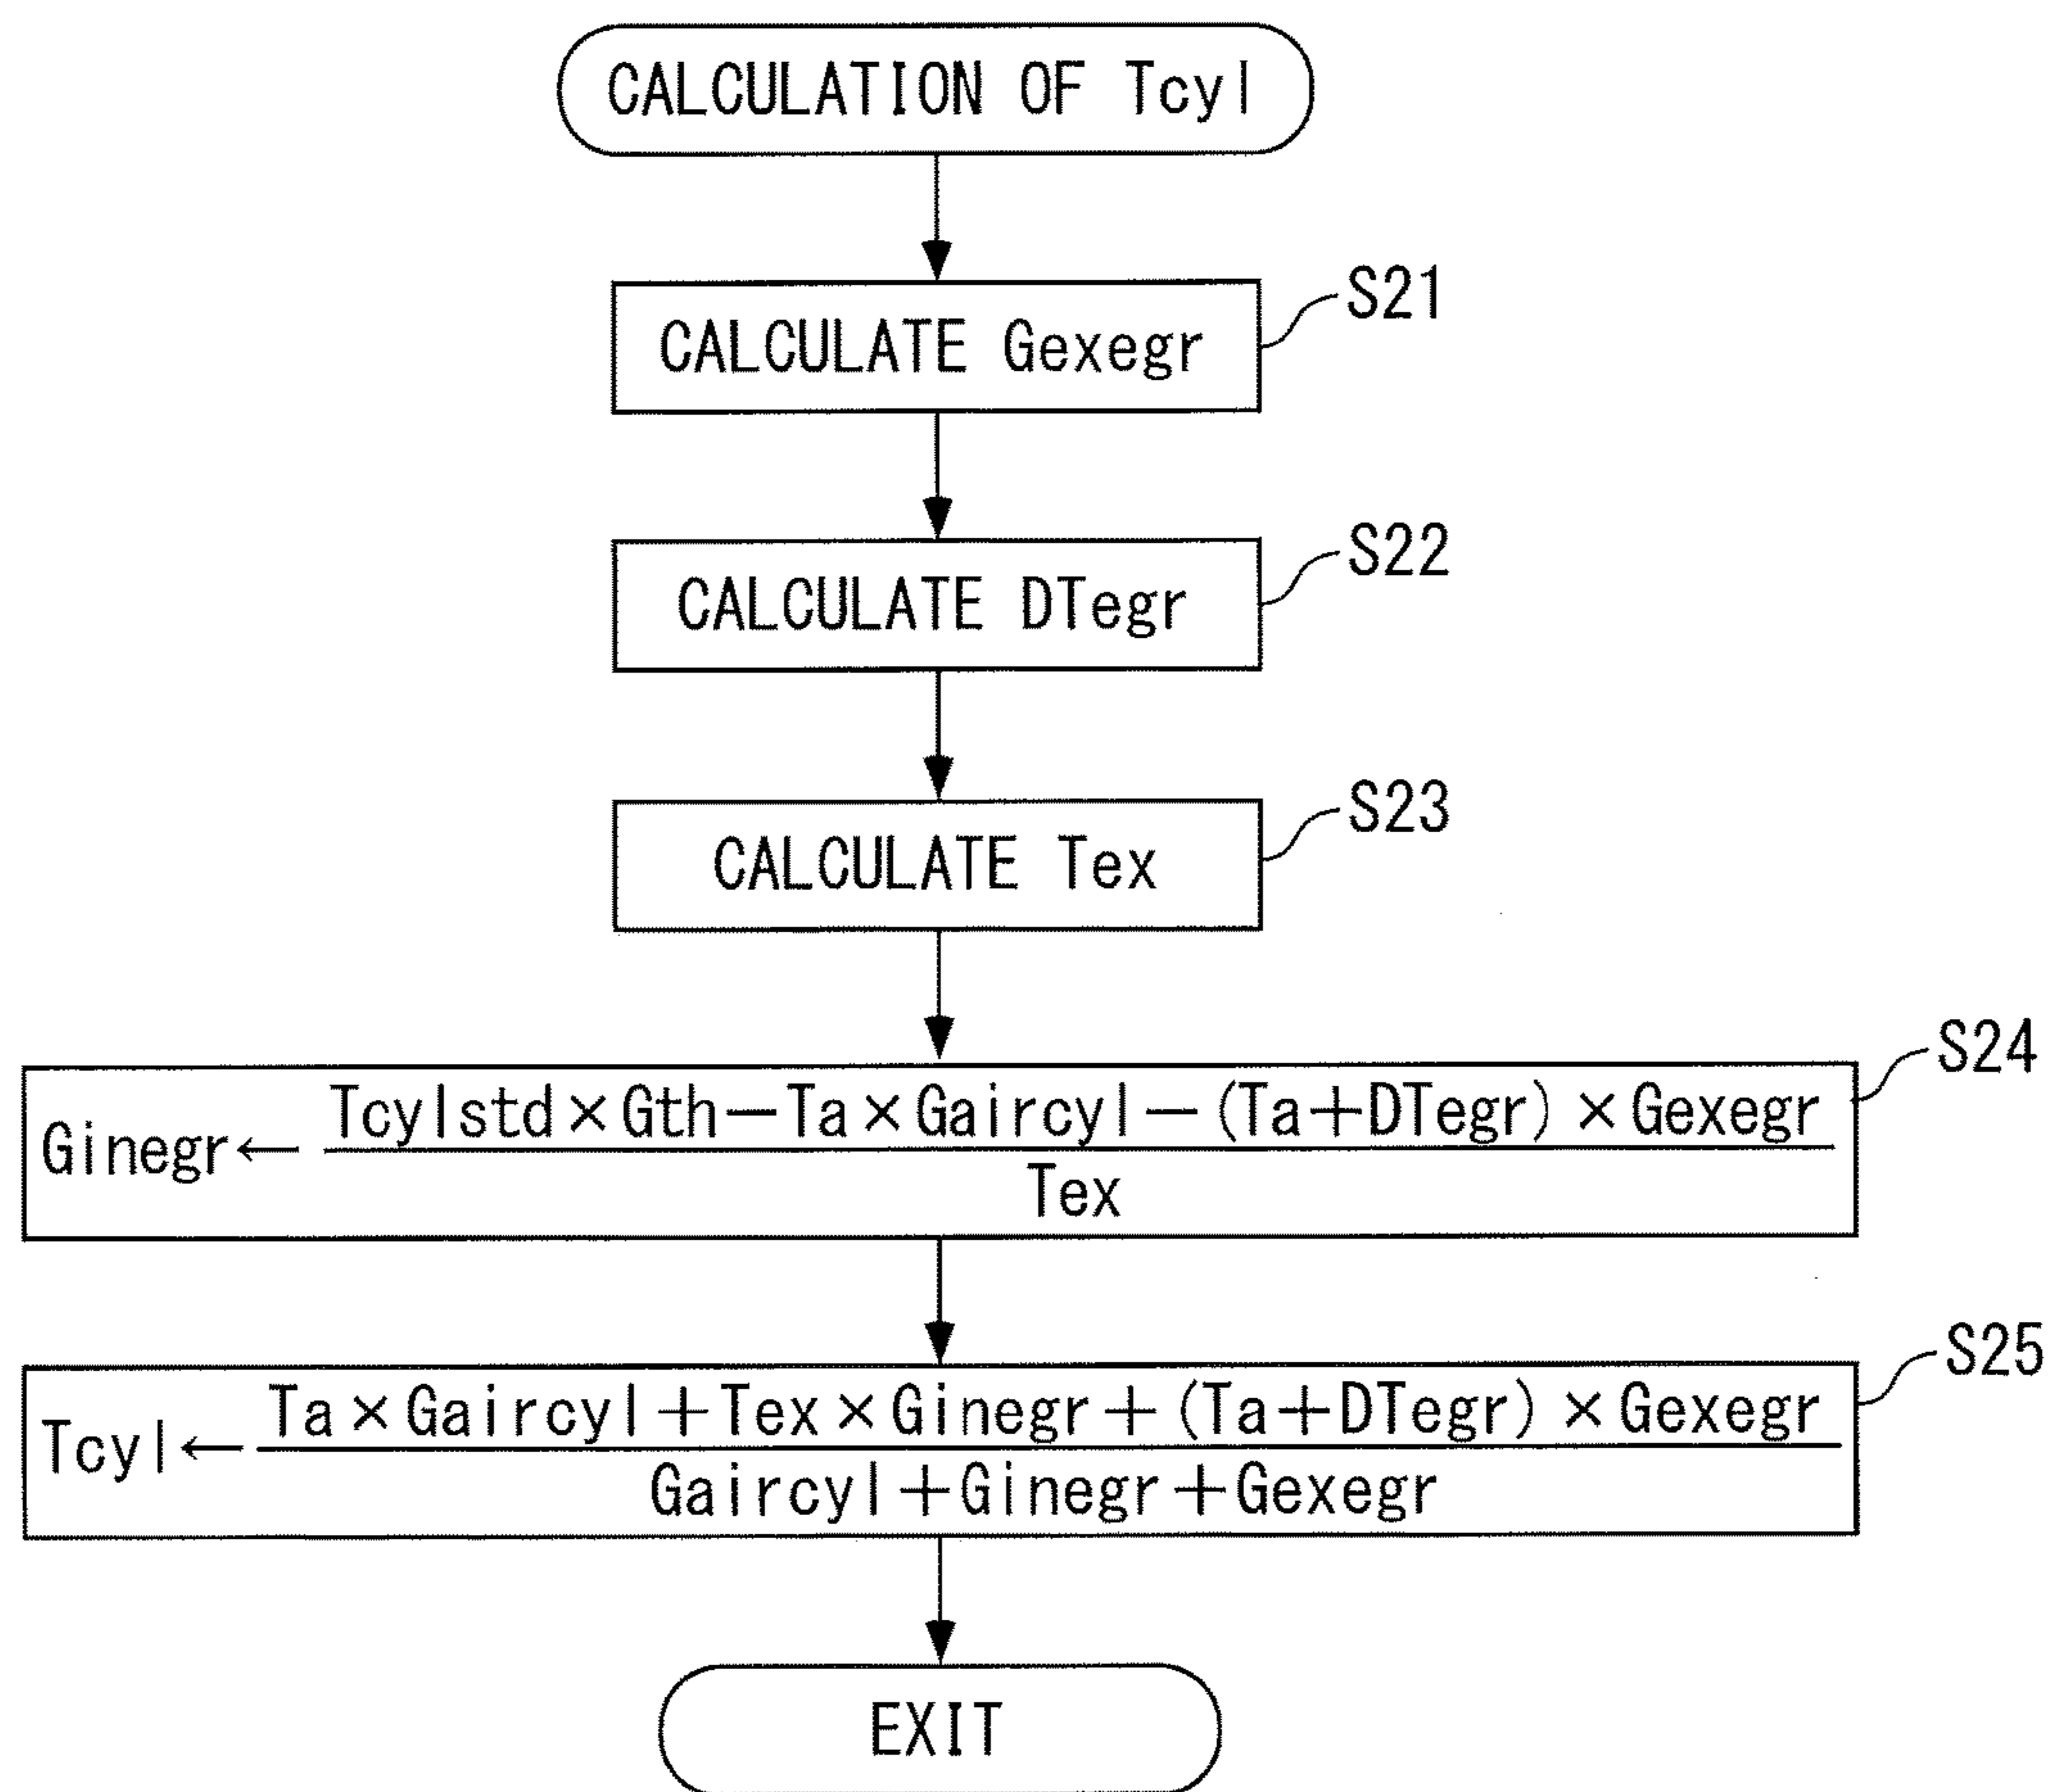 CALCULATION OF Tcyl
S21
CALCULATE Gexegr
S22
CALCULATE DTegr
S23
CALCULATE Tex
S24
Tcylstd×Gth−Ta×Gaircyl−(Ta+DTegr)×Gexegr
Ginegr←
Tex
S25
Ta×Gaircyl+Tex×Ginegr+(Ta+DTegr)×Gexegr
Tcyl←
Gaircyl+Ginegr+Gexegr
EXIT